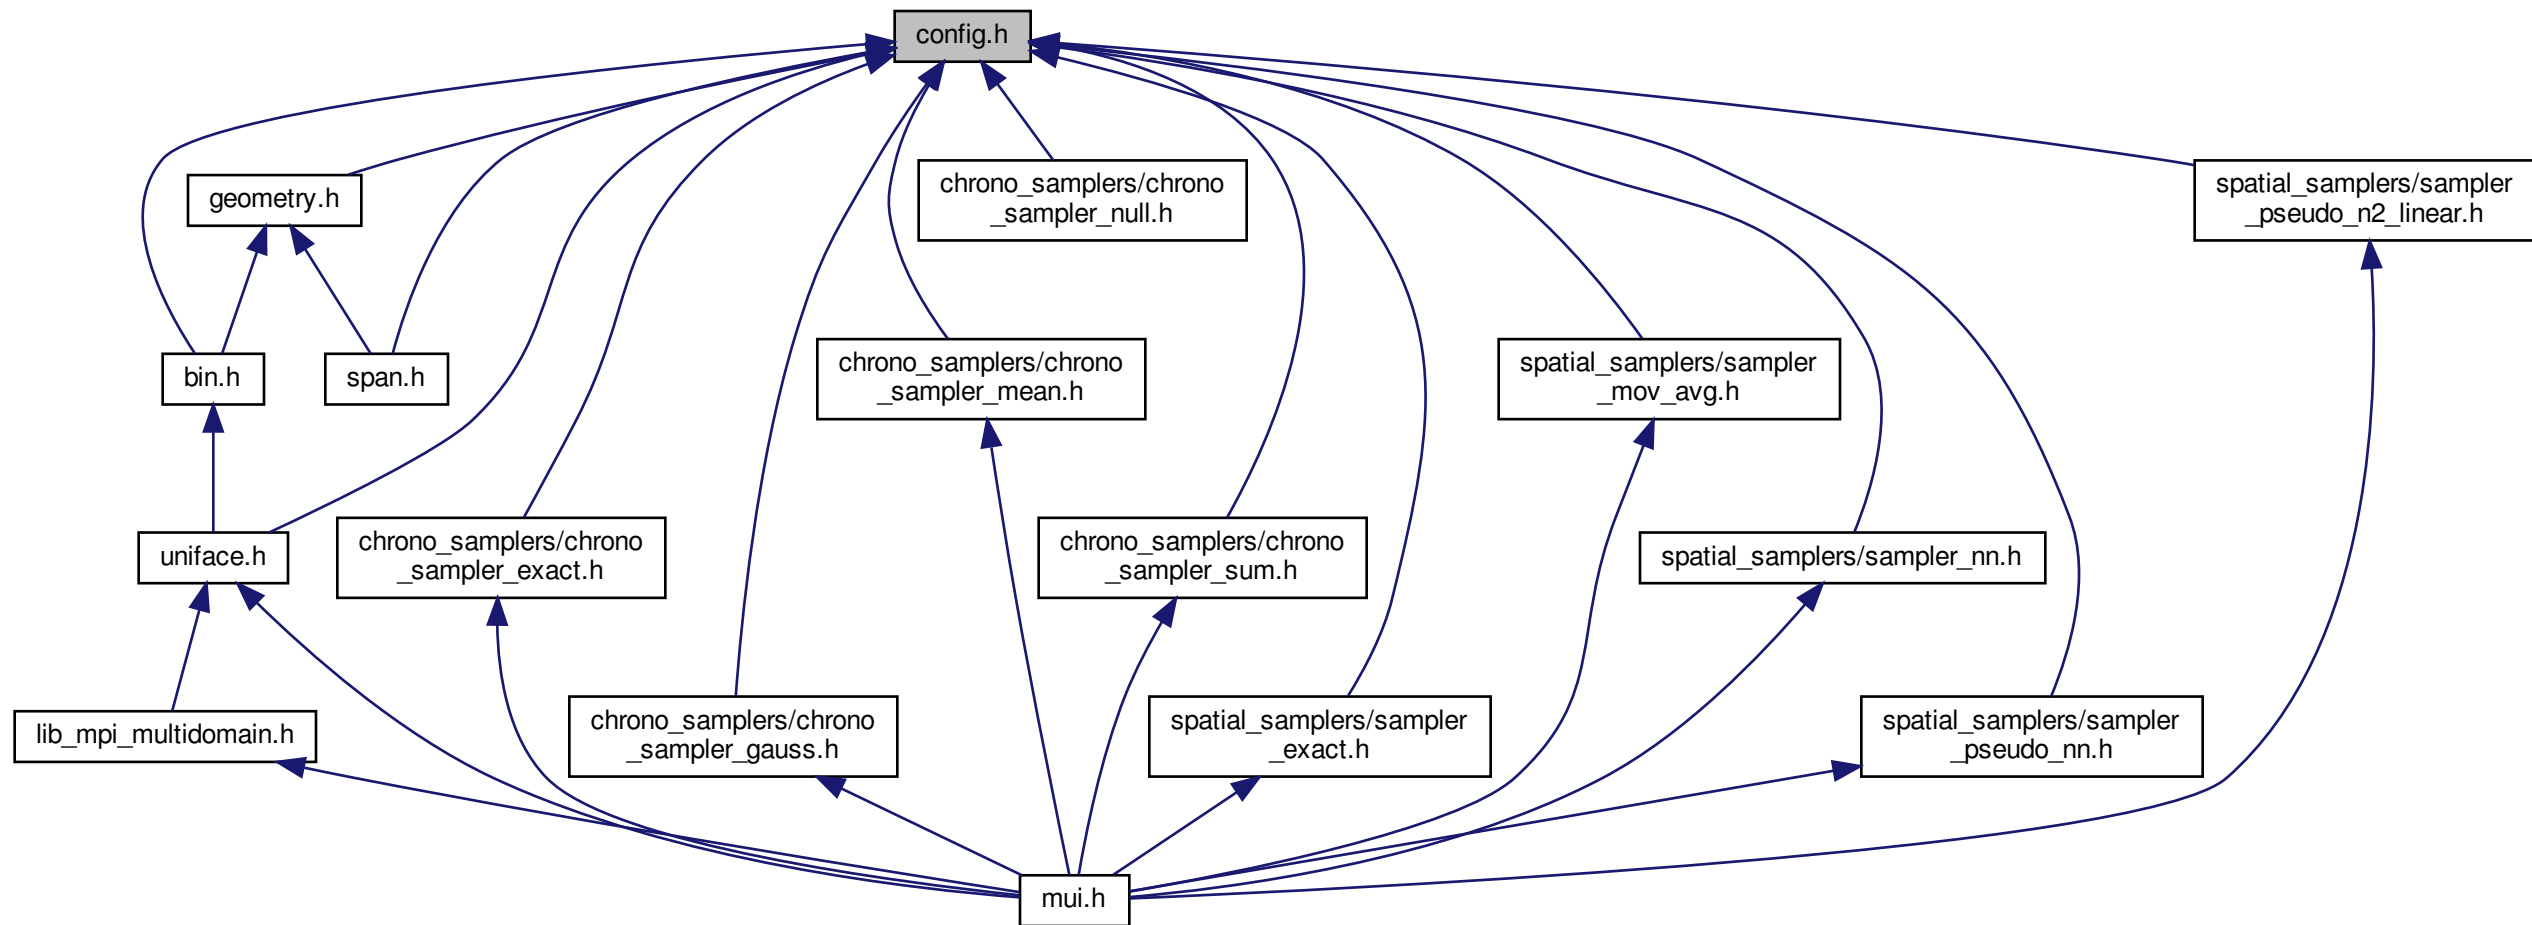 config.h
geometry.h
chrono_samplers/chrono
_sampler_null.h
spatial_samplers/sampler
_pseudo_n2_linear.h
bin.h
span.h
chrono_samplers/chrono
_sampler_mean.h
spatial_samplers/sampler
_mov_avg.h
uniface.h
chrono_samplers/chrono
_sampler_exact.h
chrono_samplers/chrono
_sampler_sum.h
spatial_samplers/sampler_nn.h
lib_mpi_multidomain.h
chrono_samplers/chrono
_sampler_gauss.h
spatial_samplers/sampler
_exact.h
spatial_samplers/sampler
_pseudo_nn.h
mui.h